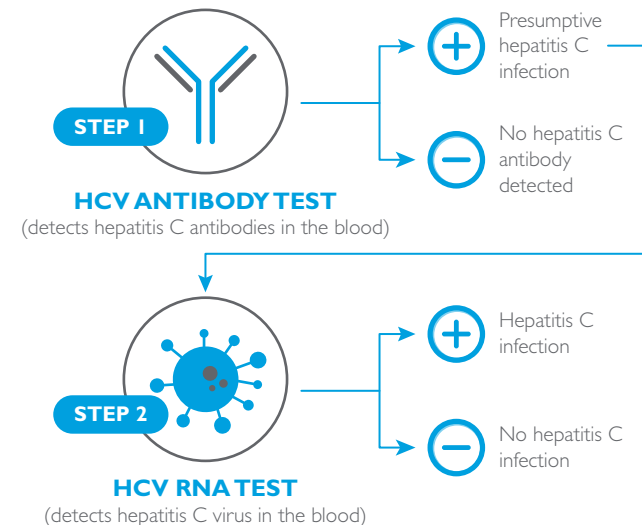 STEP 1
HCV ANTIBODY TEST
(detects hepatitis C antibodies in the blood)
Presumptive
hepatitis C
infection
No hepatitis C
antibody
detected
STEP 2
HCV RNA TEST
(detects hepatitis C virus in the blood)
Hepatitis C
infection
No hepatitis C
infection